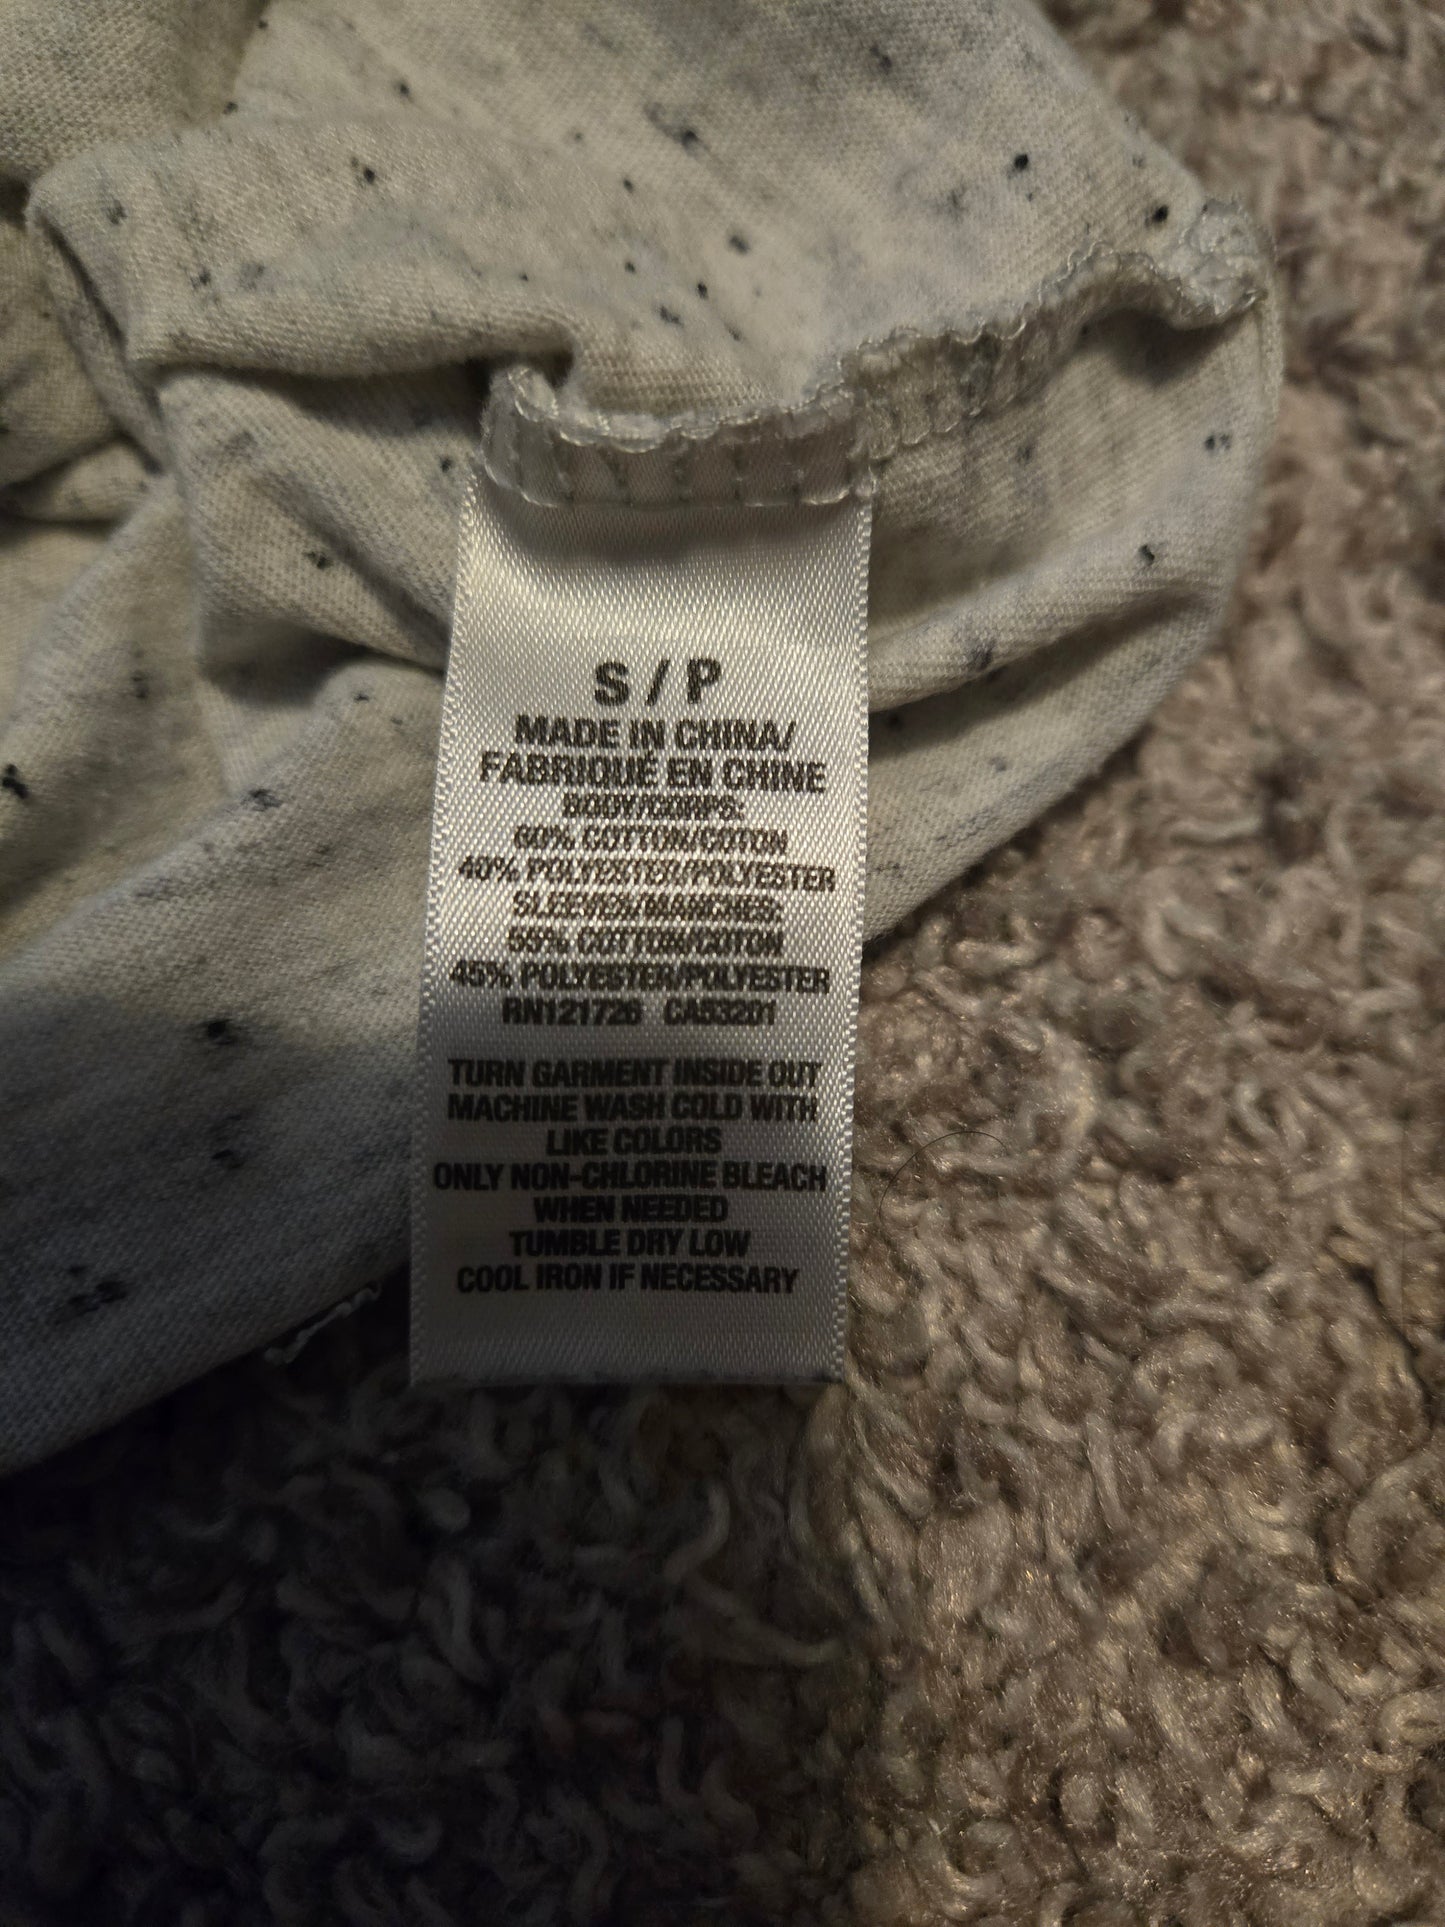 S / P
MADE IN CHINA/
FABRIQUÉ EN CHINE
BODY/CORPS:
60% COTTON/COTON
40% POLYESTER/POLYESTER
SLEEVES/MANCHES:
55% COTTON/COTON
45% POLYESTER/POLYESTER
RN121726 CA53201
TURN GARMENT INSIDE OUT
MACHINE WASH COLD WITH
LIKE COLORS
ONLY NON-CHLORINE BLEACH
WHEN NEEDED
TUMBLE DRY LOW
COOL IRON IF NECESSARY